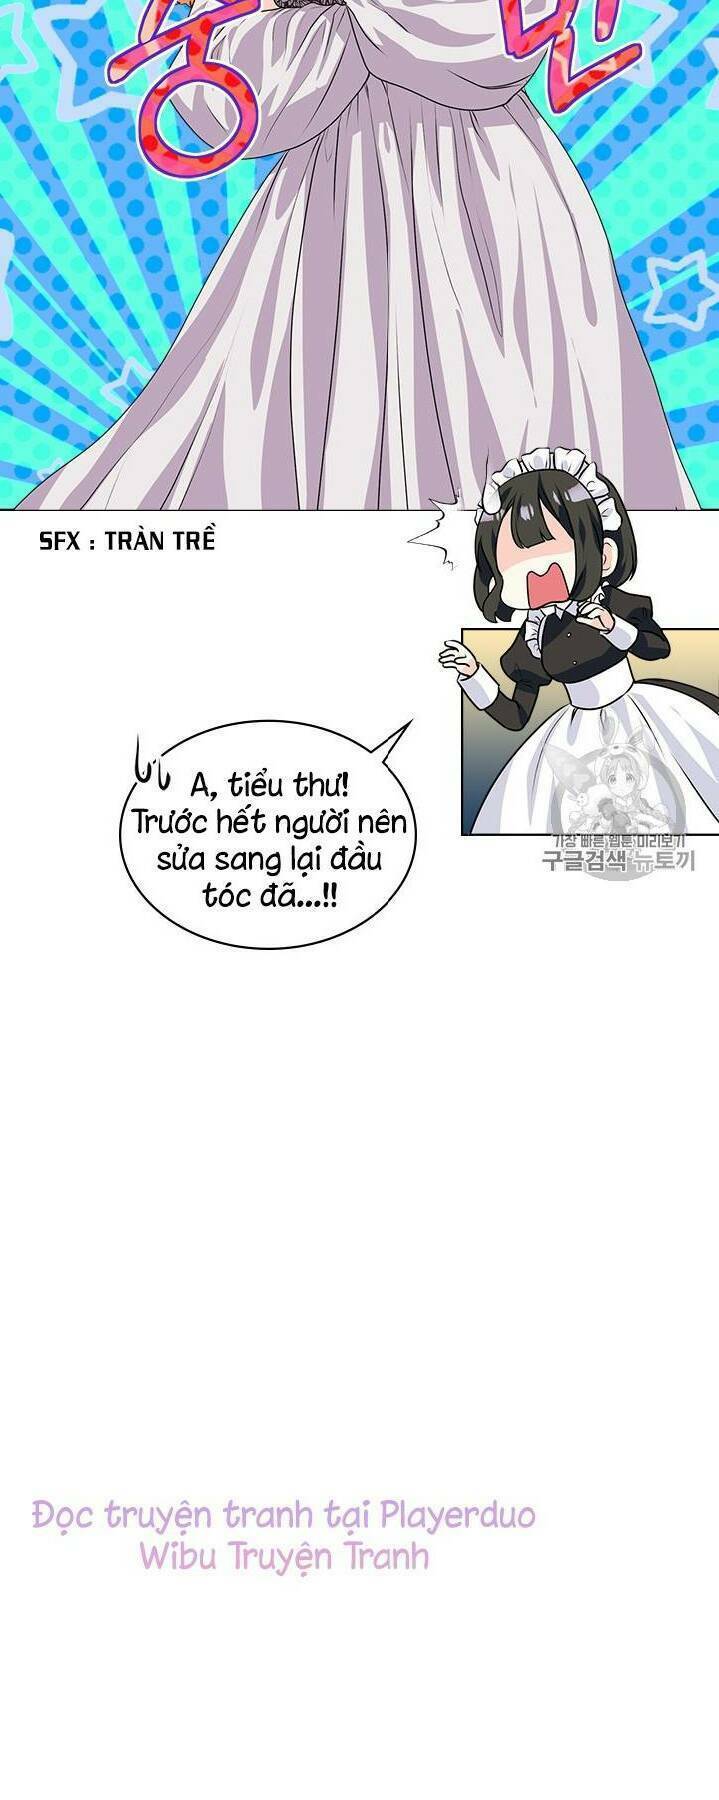 SFX : TRÀN TRỀ
A, tiểu thư!
Trước hết người nên
sửa sang lại đầu
tóc đã...!!
가장 빠른 웹툰 미리보기
구글검색 뉴토끼
Đọc truyện tranh tại Playerduo
Wibu Truyện Tranh